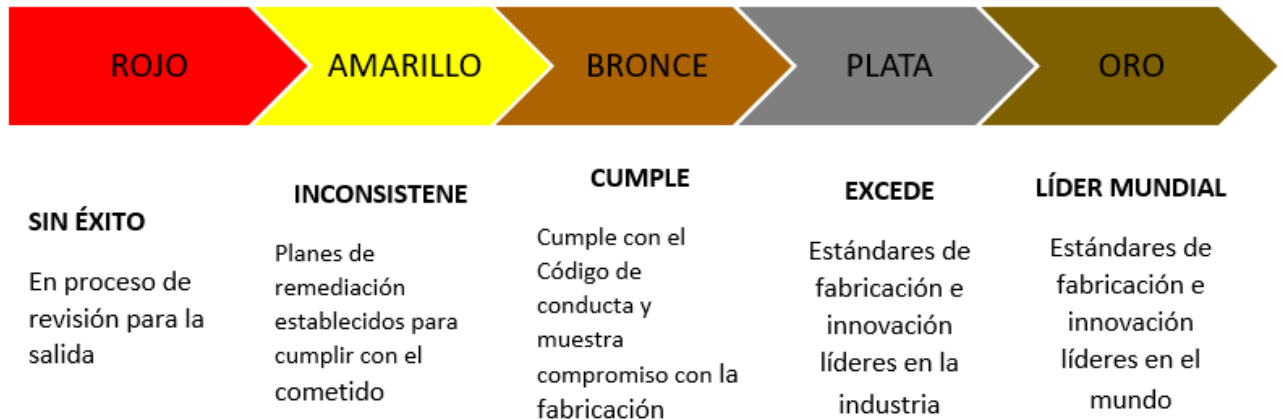 ROJO
AMARILLO
BRONCE
PLATA
ORO
SIN ÉXITO
En proceso de
revisión para la
salida
INCONSISTENE
Planes de
remediación
establecidos para
cumplir con el
cometido
CUMPLE
Cumple con el
Código de
conducta y
muestra
compromiso con la
fabricación
EXCEDE
Estándares de
fabricación e
innovación
líderes en la
industria
LÍDER MUNDIAL
Estándares de
fabricación e
innovación
líderes en el
mundo